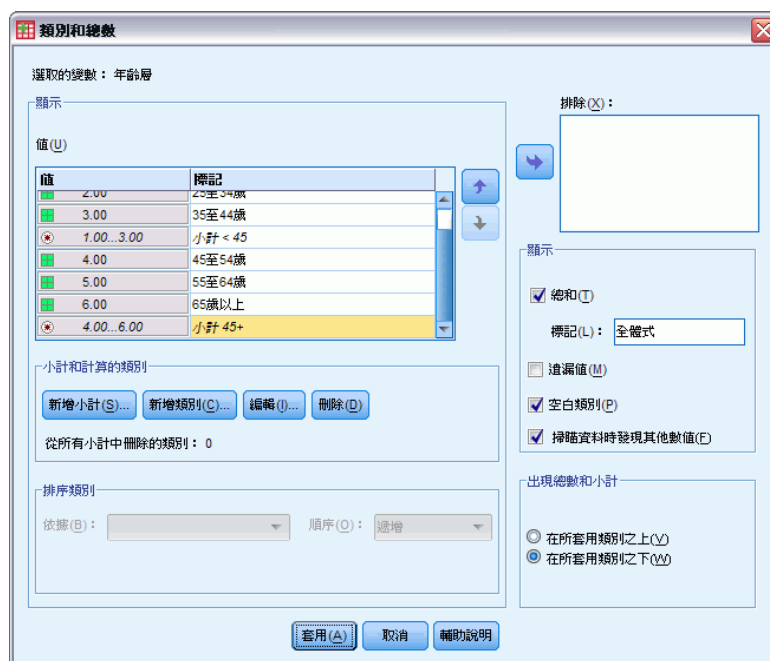 類別和總數
選取的變數： 年齡層
顯示
值(U)
值 標記
2.00 25至34歲
3.00 35至44歲
1.00...3.00 小計 < 45
4.00 45至54歲
5.00 55至64歲
6.00 65歲以上
4.00...6.00 小計 45+
小計和計算的類別
新增小計(S)... 新增類別(C)... 編輯(I)... 刪除(D)
從所有小計中刪除的類別： 0
排序類別
依據(B)： 順序(O)： 遞增
排除(X)：
顯示
總和(T)
標記(L)： 全體式
遺漏值(M)
空白類別(P)
掃瞄資料時發現其他數值(F)
出現總數和小計
在所套用類別之上(V)
在所套用類別之下(W)
套用(A) 取消 輔助說明